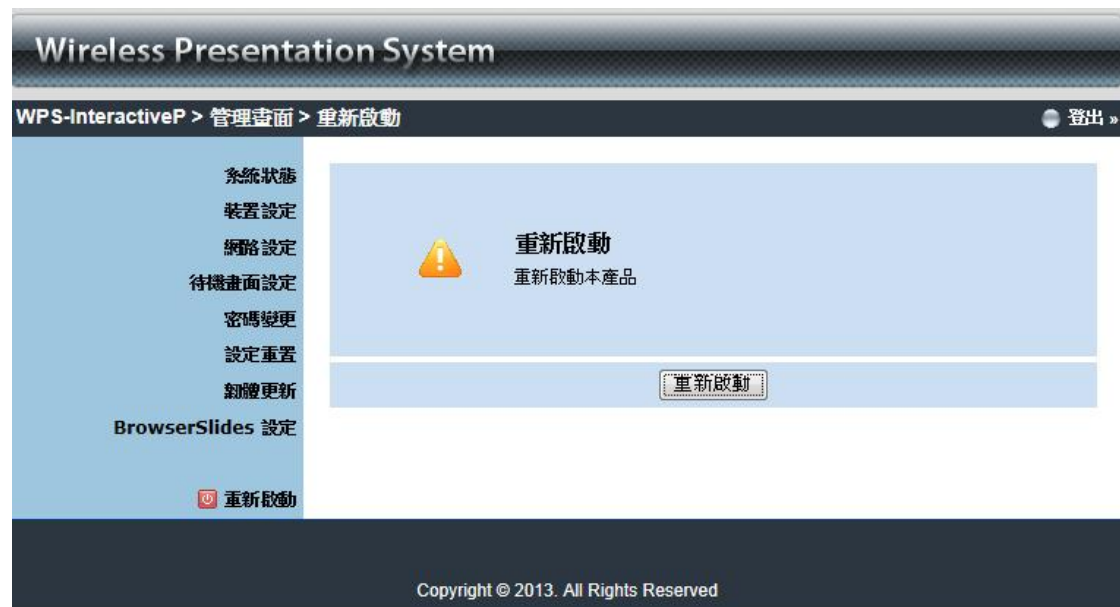 Wireless Presentation System
WPS-InteractiveP > 管理畫面 > 重新啟動
登出 »
系統狀態
裝置設定
網路設定
待機畫面設定
密碼變更
設定重置
韌體更新
BrowserSlides 設定
重新啟動
重新啟動
重新啟動本產品
重新啟動
Copyright © 2013. All Rights Reserved